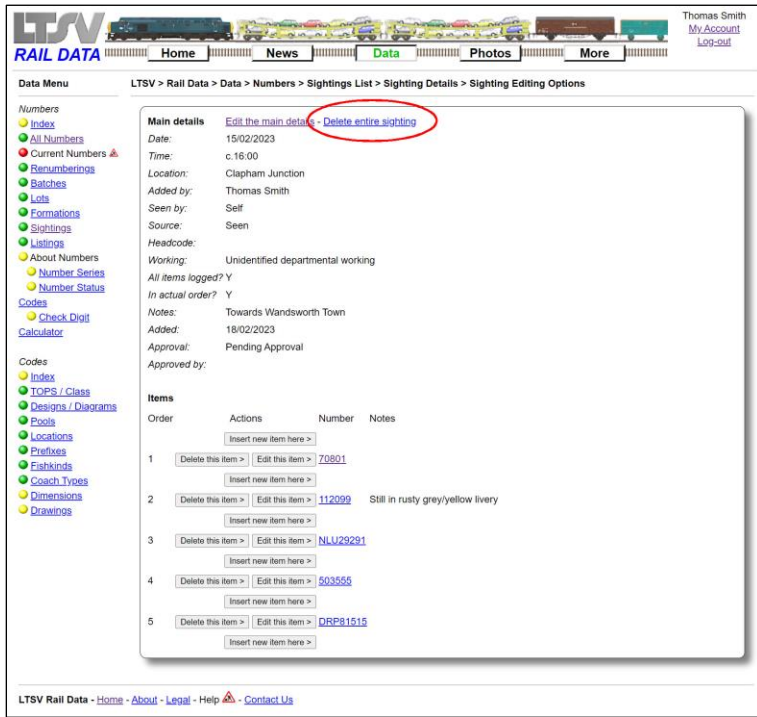 LTSV
RAIL DATA
Home
News
Data
Photos
More
Thomas Smith
My Account
Log-out
Data Menu
LTSV > Rail Data > Data > Numbers > Sightings List > Sighting Details > Sighting Editing Options
Numbers
Index
All Numbers
Current Numbers
Renumberings
Batches
Lots
Formations
Sightings
Listings
About Numbers
Number Series
Number Status
Codes
Check Digit
Calculator
Codes
Index
TOPS / Class
Designs / Diagrams
Pools
Locations
Prefixes
Fishkinds
Coach Types
Dimensions
Drawings
Main details Edit the main details - Delete entire sighting
Date: 15/02/2023
Time: c.16:00
Location: Clapham Junction
Added by: Thomas Smith
Seen by: Self
Source: Seen
Headcode:
Working: Unidentified departmental working
All items logged? Y
In actual order? Y
Notes: Towards Wandsworth Town
Added: 18/02/2023
Approval: Pending Approval
Approved by:
Items
Order Actions Number Notes
Insert new item here >
1 Delete this item > Edit this item > 70801
Insert new item here >
2 Delete this item > Edit this item > 112099 Still in rusty grey/yellow livery
Insert new item here >
3 Delete this item > Edit this item > NLU29291
Insert new item here >
4 Delete this item > Edit this item > 503555
Insert new item here >
5 Delete this item > Edit this item > DRP81515
Insert new item here >
LTSV Rail Data - Home - About - Legal - Help - Contact Us